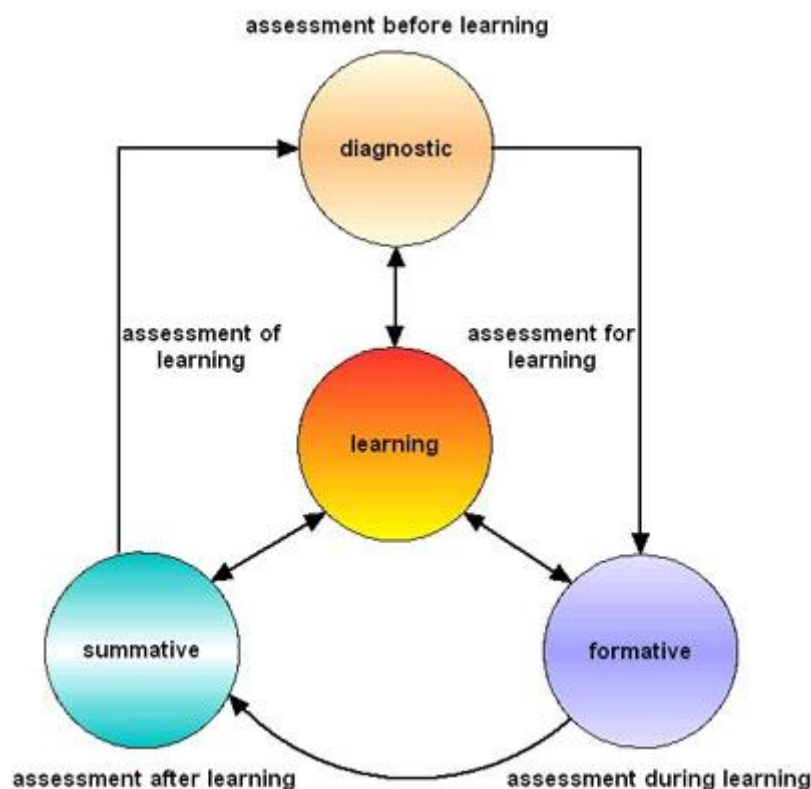 assessment before learning
diagnostic
assessment of
learning
assessment for
learning
learning
summative
formative
assessment after learning
assessment during learning